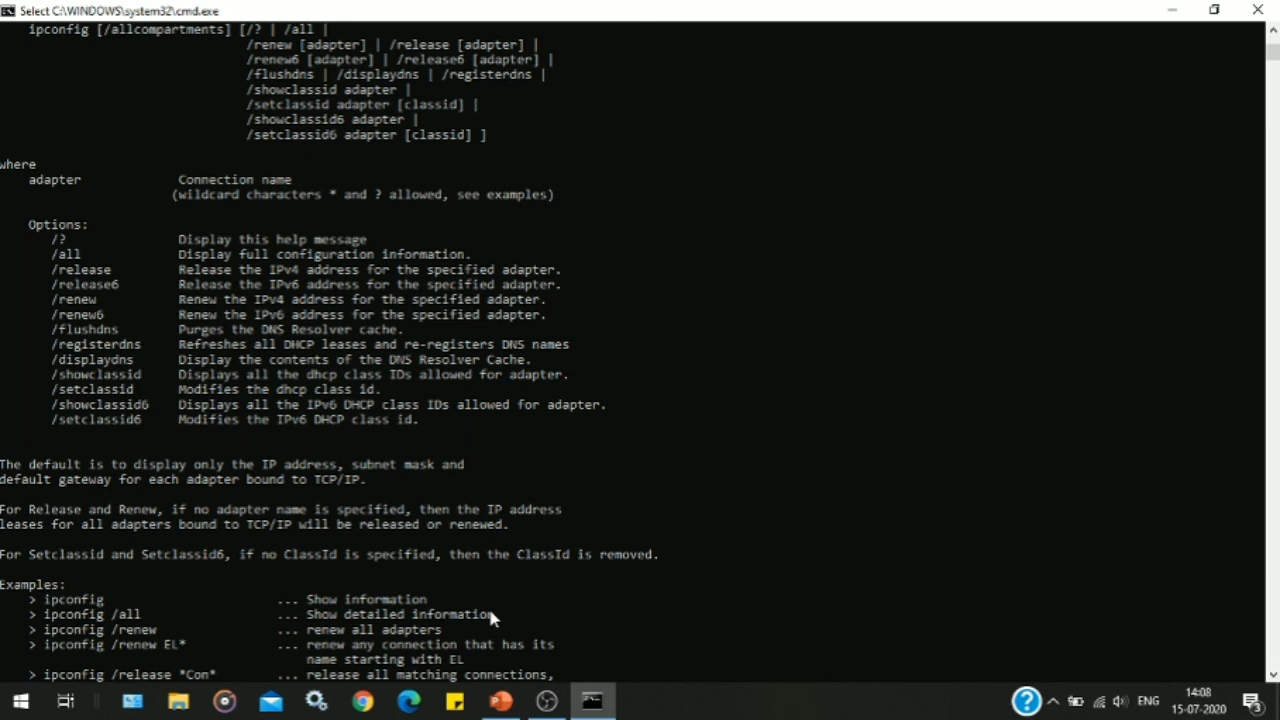 Select C:\WINDOWS\system32\cmd.exe
ipconfig [/allcompartments] [/? | /all |
/renew [adapter] | /release [adapter] |
/renew6 [adapter] | /release6 [adapter] |
/flushdns | /displaydns | /registerdns |
/showclassid adapter |
/setclassid adapter [classid] |
/showclassid6 adapter |
/setclassid6 adapter [classid] ]
where
adapter Connection name
(wildcard characters * and ? allowed, see examples)
Options:
/? Display this help message
/all Display full configuration information.
/release Release the IPv4 address for the specified adapter.
/release6 Release the IPv6 address for the specified adapter.
/renew Renew the IPv4 address for the specified adapter.
/renew6 Renew the IPv6 address for the specified adapter.
/flushdns Purges the DNS Resolver cache.
/registerdns Refreshes all DHCP leases and re-registers DNS names
/displaydns Display the contents of the DNS Resolver Cache.
/showclassid Displays all the dhcp class IDs allowed for adapter.
/setclassid Modifies the dhcp class id.
/showclassid6 Displays all the IPv6 DHCP class IDs allowed for adapter.
/setclassid6 Modifies the IPv6 DHCP class id.
The default is to display only the IP address, subnet mask and
default gateway for each adapter bound to TCP/IP.
For Release and Renew, if no adapter name is specified, then the IP address
leases for all adapters bound to TCP/IP will be released or renewed.
For Setclassid and Setclassid6, if no ClassId is specified, then the ClassId is removed.
Examples:
> ipconfig ... Show information
> ipconfig /all ... Show detailed information
> ipconfig /renew ... renew all adapters
> ipconfig /renew EL* ... renew any connection that has its
name starting with EL
> ipconfig /release *Con* ... release all matching connections,
ENG
14:08
15-07-2020
3